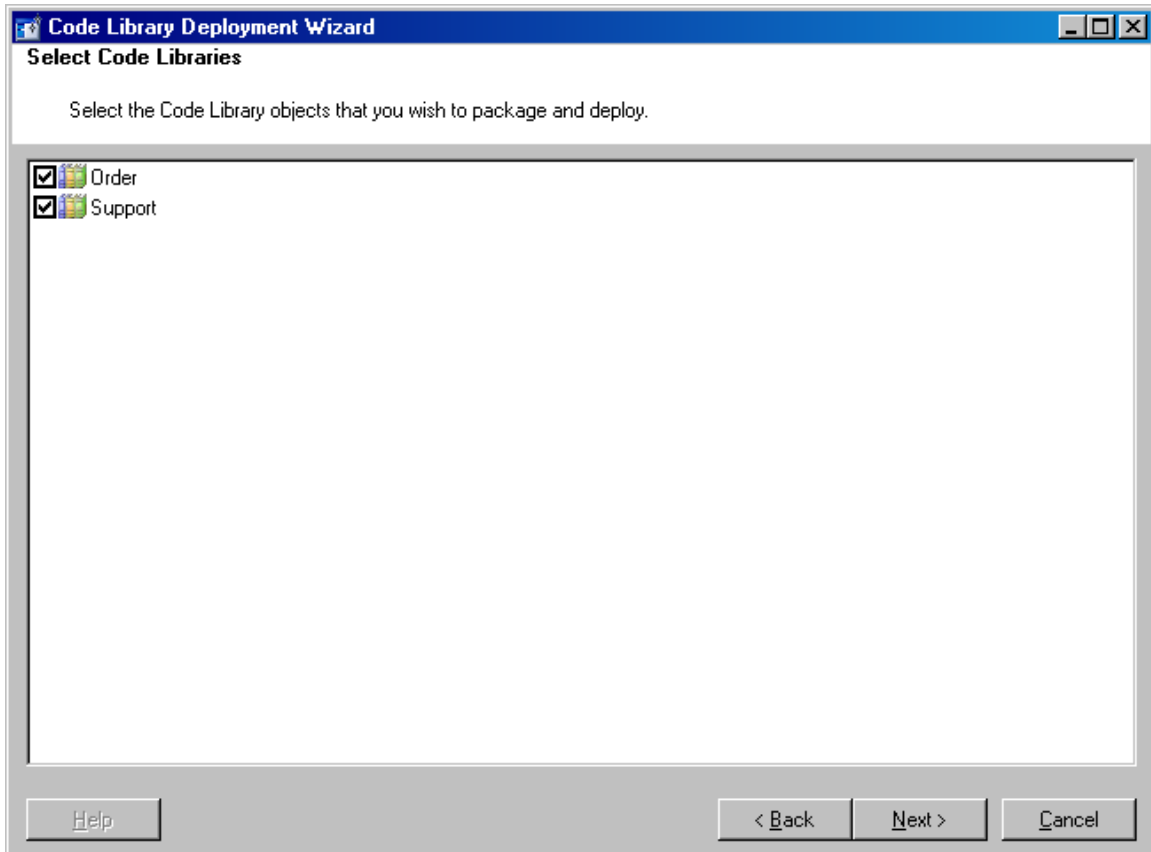 Code Library Deployment Wizard
Select Code Libraries
Select the Code Library objects that you wish to package and deploy.
Order
Support
Help
< Back
Next >
Cancel